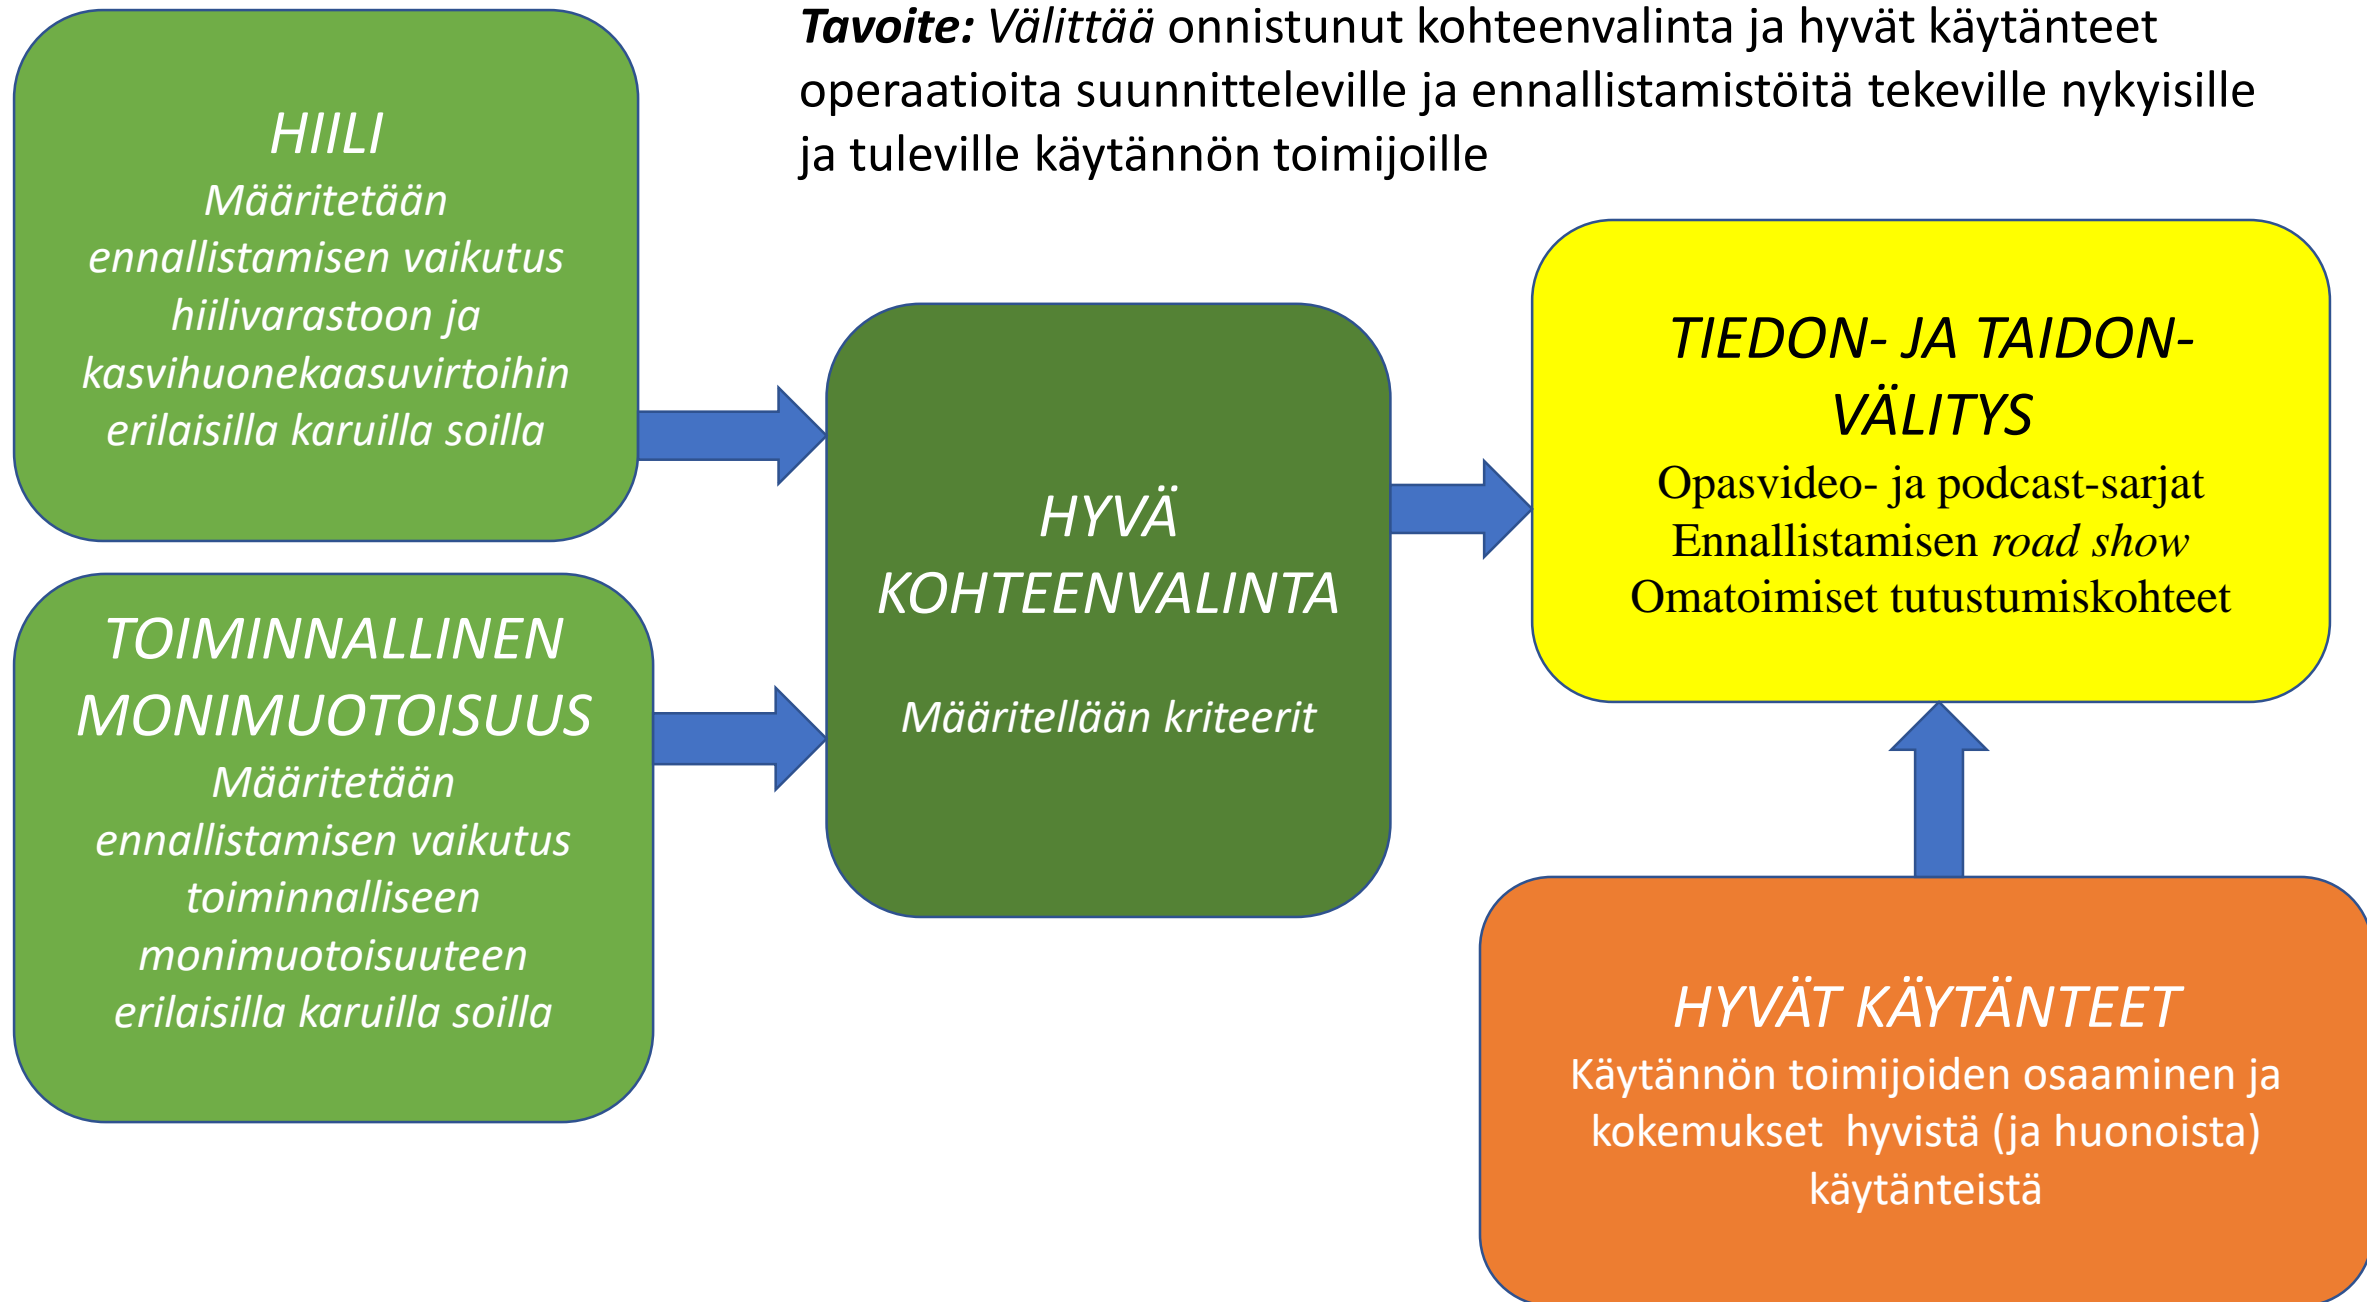 Tavoite: Välittää onnistunut kohteenvalinta ja hyvät käytänteet
operaatioita suunnitteleville ja ennallistamistöitä tekeville nykyisille
ja tuleville käytännön toimijoille
HIILI
Määritetään
ennallistamisen vaikutus
hiilivarastoon ja
kasvihuonekaasuvirtoihin
erilaisilla karuilla soilla
TOIMINNALLINEN
MONIMUOTOISUUS
Määritetään
ennallistamisen vaikutus
toiminnalliseen
monimuotoisuuteen
erilaisilla karuilla soilla
HYVÄ
KOHTEENVALINTA
Määritellään kriteerit
TIEDON- JA TAIDON-
VÄLITYS
Opasvideo- ja podcast-sarjat
Ennallistamisen road show
Omatoimiset tutustumiskohteet
HYVÄT KÄYTÄNTEET
Käytännön toimijoiden osaaminen ja
kokemukset  hyvistä (ja huonoista)
käytänteistä